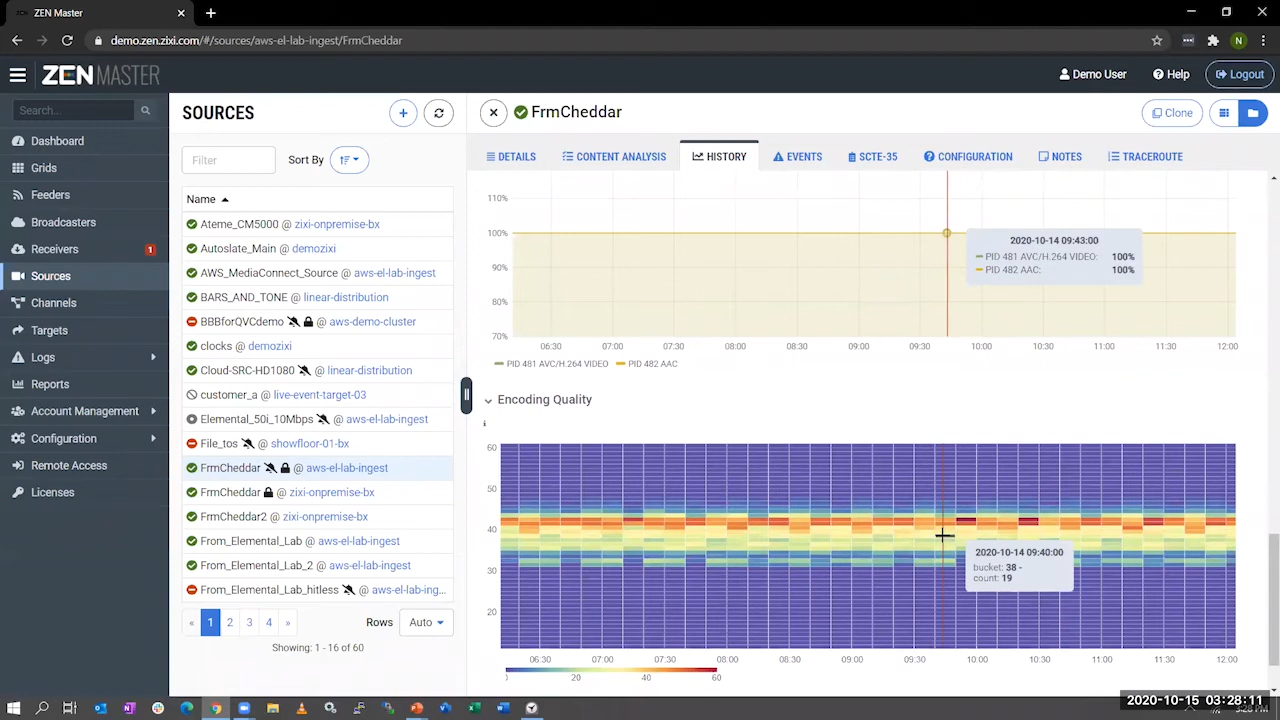 Zen Master
demo.zenzixi.com/#/sources/aws-el-lab-ingest/FrmCheddar
N
ZENMASTER
Demo User
Help
Logout
Search...
Dashboard
Grids
Feeders
Broadcasters
Receivers 1
Sources
Channels
Targets
Logs
Reports
Account Management
Configuration
Remote Access
Licenses
SOURCES
Filter
Sort By
Name
Ateme_CM5000 @ zixi-onpremise-bx
Autoslate_Main @ demozixi
AWS_MediaConnect_Source @ aws-el-lab-ingest
BARS_AND_TONE @ linear-distribution
BBBforQVCdemo @ aws-demo-cluster
clocks @ demozixi
Cloud-SRC-HD1080 @ linear-distribution
customer_a @ live-event-target-03
Elemental_50i_10Mbps @ aws-el-lab-ingest
File_tos @ showfloor-01-bx
FrmCheddar @ aws-el-lab-ingest
FrmCheddar @ zixi-onpremise-bx
FrmCheddar2 @ zixi-onpremise-bx
From_Elemental_Lab @ aws-el-lab-ingest
From_Elemental_Lab_2 @ aws-el-lab-ingest
From_Elemental_Lab_hitless @ aws-el-lab-ing...
« 1 2 3 4 »
Rows Auto
Showing: 1 - 16 of 60
FrmCheddar
Clone
DETAILS
CONTENT ANALYSIS
HISTORY
EVENTS
SCTE-35
CONFIGURATION
NOTES
TRACEROUTE
110%
100%
90%
80%
70%
2020-10-14 09:43:00
PID 481 AVC/H.264 VIDEO: 100%
PID 482 AAC: 100%
06:30 07:00 07:30 08:00 08:30 09:00 09:30 10:00 10:30 11:00 11:30 12:00
PID 481 AVC/H.264 VIDEO PID 482 AAC
Encoding Quality
60
50
40
30
20
2020-10-14 09:40:00
bucket: 38 -
count: 19
06:30 07:00 07:30 08:00 08:30 09:00 09:30 10:00 10:30 11:00 11:30 12:00
0 20 40 60
2020-10-15 03:28:11